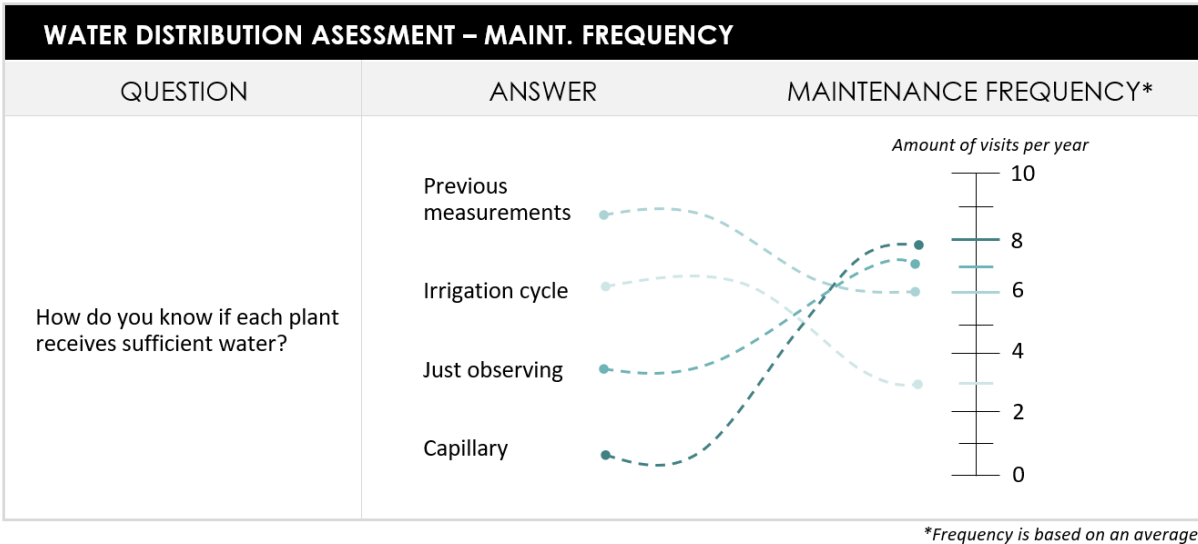 WATER DISTRIBUTION ASESSMENT – MAINT. FREQUENCY
QUESTION
ANSWER
MAINTENANCE FREQUENCY*
How do you know if each plant
receives sufficient water?
Previous
measurements
Irrigation cycle
Just observing
Capillary
Amount of visits per year
10
8
6
4
2
0
*Frequency is based on an average